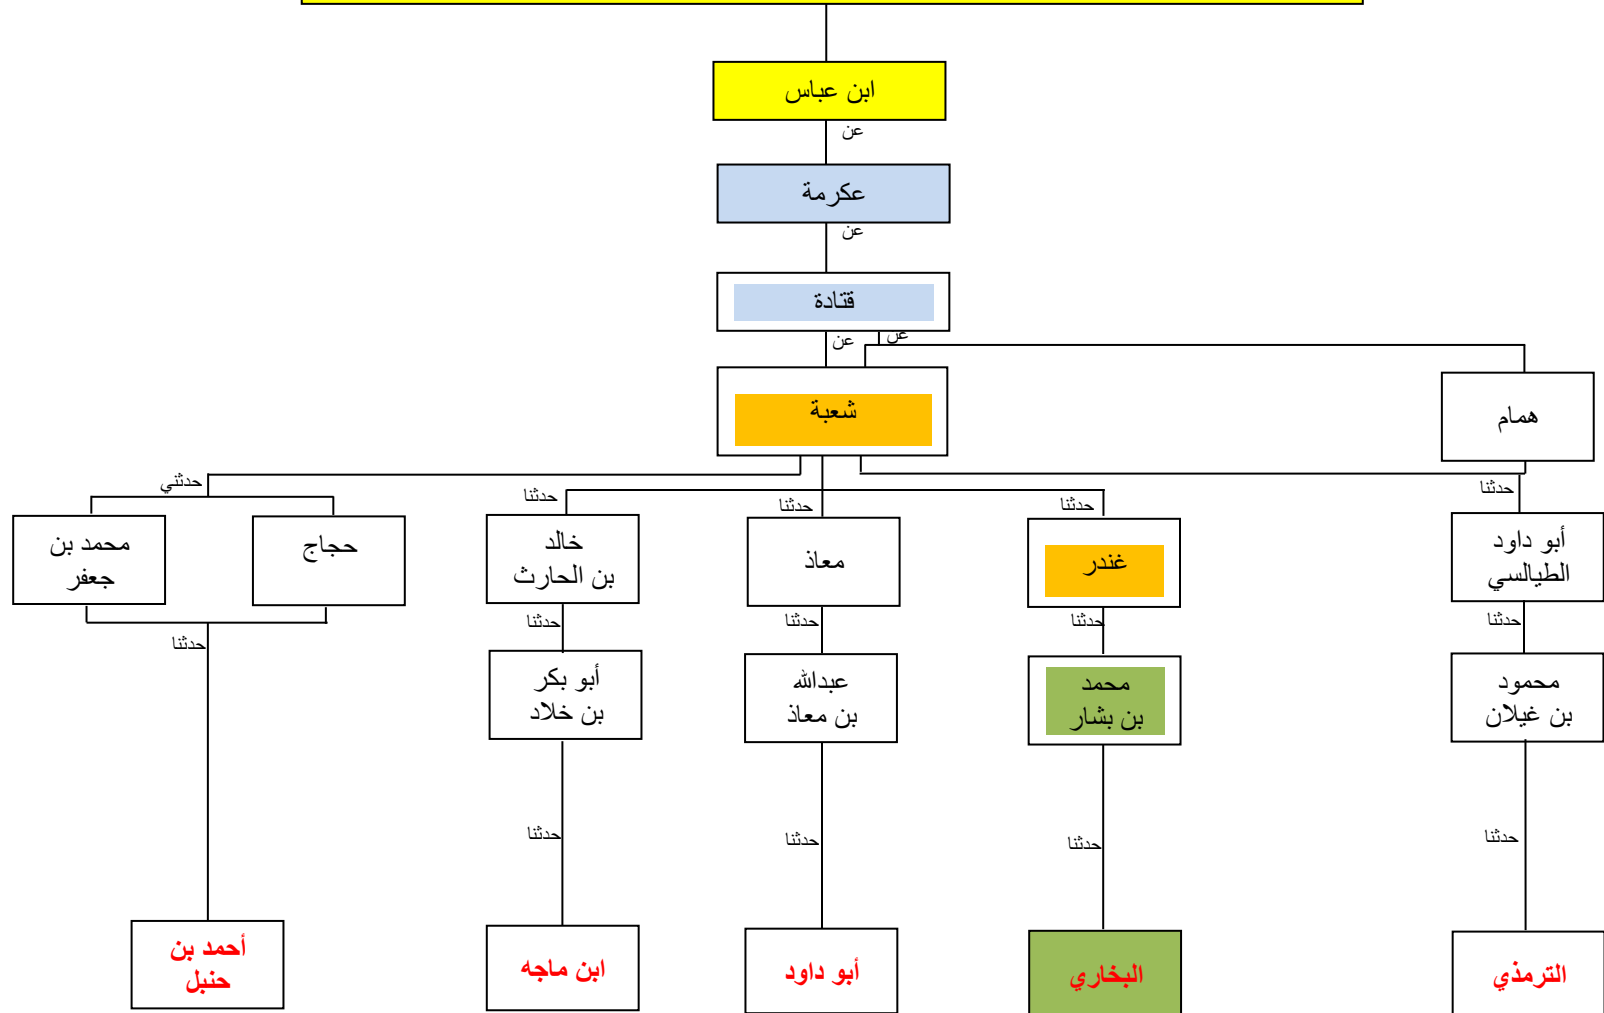 ابن عباس
عن
عكرمة
عن
قتادة
عن
عن
شعبة
همام
حدثني
حدثنا
حدثنا
حدثنا
حدثنا
أبو داود
الطيالسي
غندر
معاذ
خالد
بن الحارث
حجاج
محمد بن
جعفر
حدثنا
حدثنا
حدثنا
حدثنا
حدثنا
محمود
بن غيلان
محمد
بن بشار
عبدالله
بن معاذ
أبو بكر
بن خلاد
حدثنا
حدثنا
حدثنا
حدثنا
الترمذي
البخاري
أبو داود
ابن ماجه
أحمد بن
حنبل